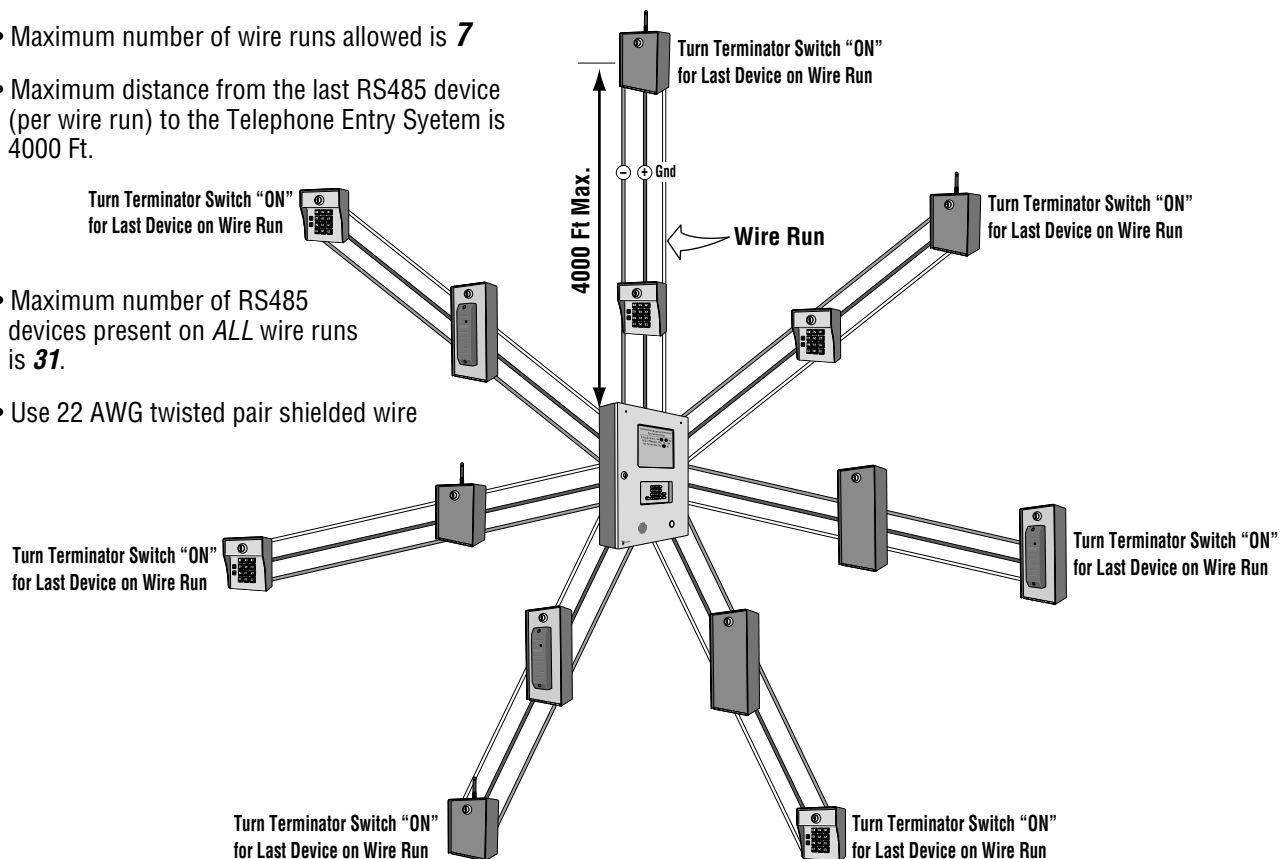 • Maximum number of wire runs allowed is 7
• Maximum distance from the last RS485 device
(per wire run) to the Telephone Entry Syetem is
4000 Ft.
Turn Terminator Switch “ON”
for Last Device on Wire Run
− + Gnd
4000 Ft Max.
Wire Run
Turn Terminator Switch “ON”
for Last Device on Wire Run
Turn Terminator Switch “ON”
for Last Device on Wire Run
• Maximum number of RS485
devices present on ALL wire runs
is 31.
• Use 22 AWG twisted pair shielded wire
Turn Terminator Switch “ON”
for Last Device on Wire Run
Turn Terminator Switch “ON”
for Last Device on Wire Run
Turn Terminator Switch “ON”
for Last Device on Wire Run
Turn Terminator Switch “ON”
for Last Device on Wire Run